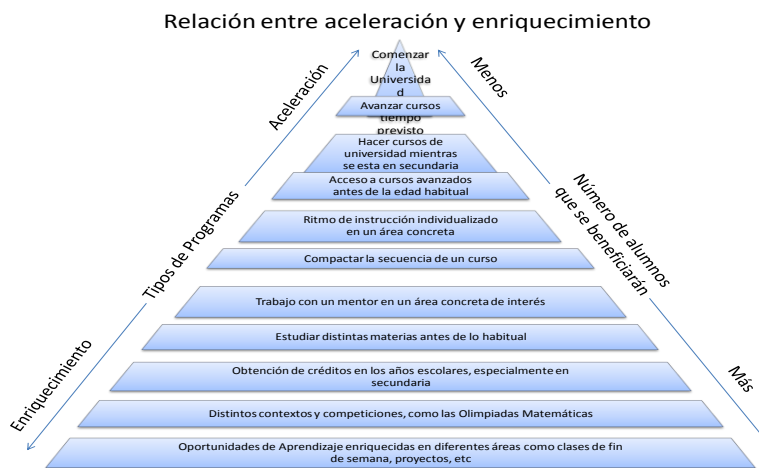 Relación entre aceleración y enriquecimiento
Comenzar
la
Universida
d
Avanzar cursos
tiempo
previsto
Hacer cursos de
universidad mientras
se esta en secundaria
Acceso a cursos avanzados
antes de la edad habitual
Ritmo de instrucción individualizado
en un área concreta
Compactar la secuencia de un curso
Trabajo con un mentor en un área concreta de interés
Estudiar distintas materias antes de lo habitual
Obtención de créditos en los años escolares, especialmente en
secundaria
Distintos contextos y competiciones, como las Olimpiadas Matemáticas
Oportunidades de Aprendizaje enriquecidas en diferentes áreas como clases de fin
de semana, proyectos, etc
Aceleración
Tipos de Programas
Enriquecimiento
Menos
Número de alumnos
que se beneficiarán
Más